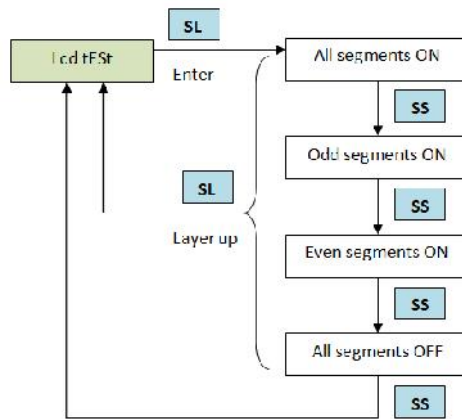 SL
Lcd tESt
Enter
All segments ON
SS
Odd segments ON
SL
SS
Layer up
Even segments ON
SS
All segments OFF
SS